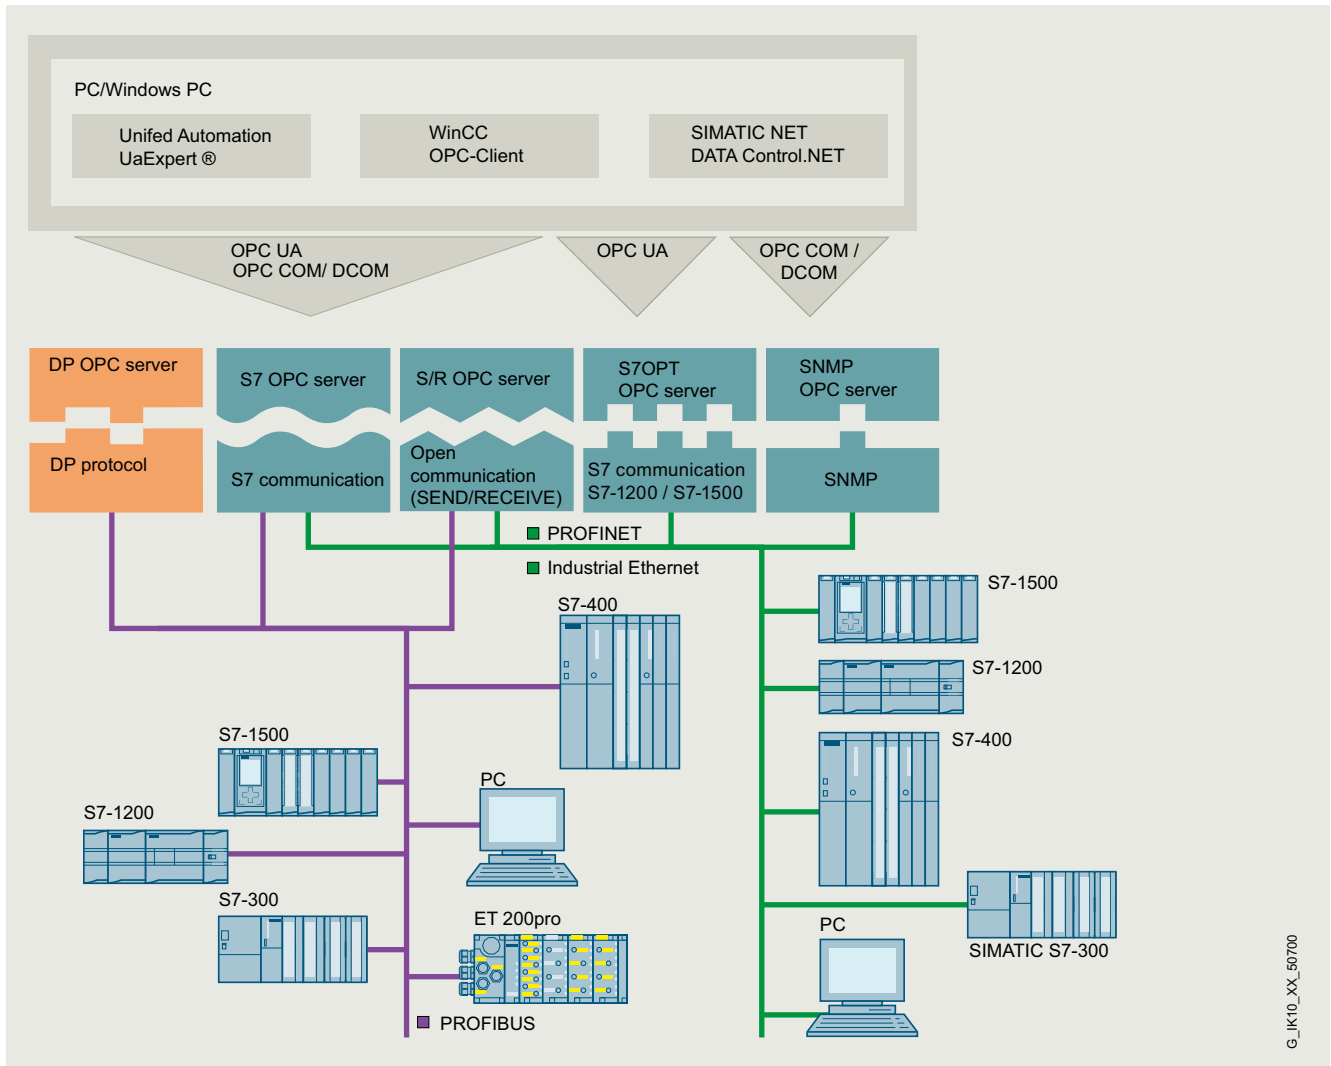 PC/Windows PC
Unifed Automation
UaExpert ®
WinCC
OPC-Client
SIMATIC NET
DATA Control.NET
OPC UA
OPC COM/ DCOM
OPC UA
OPC COM /
DCOM
DP OPC server
S7 OPC server
S/R OPC server
S7OPT
OPC server
SNMP
OPC server
DP protocol
S7 communication
Open
communication
(SEND/RECEIVE)
S7 communication
S7-1200 / S7-1500
SNMP
PROFINET
Industrial Ethernet
S7-400
S7-1500
S7-1200
S7-400
S7-1500
PC
S7-1200
S7-300
ET 200pro
PC
SIMATIC S7-300
PROFIBUS
G_IK10_XX_50700